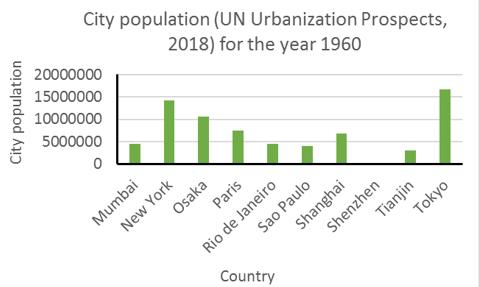 City population (UN Urbanization Prospects,
2018) for the year 1960
City population
20000000
15000000
10000000
5000000
0
Mumbai
New York
Osaka
Paris
Rio de Janeiro
Sao Paulo
Shanghai
Shenzhen
Tianjin
Tokyo
Country